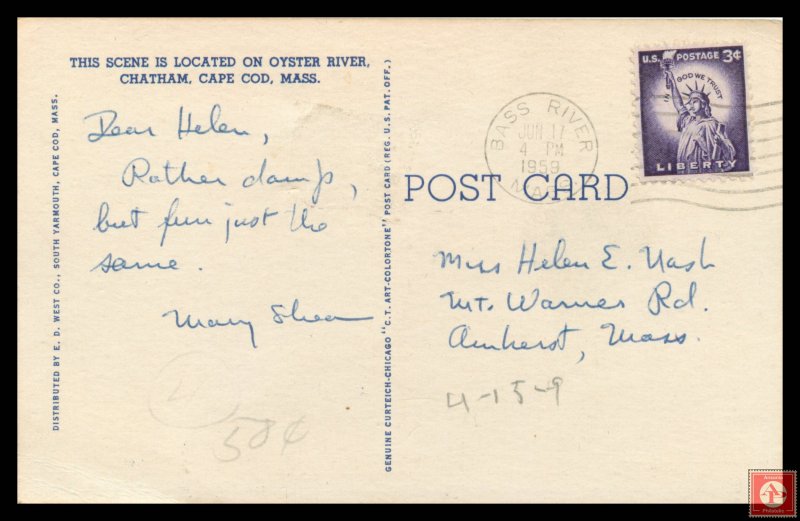 THIS SCENE IS LOCATED ON OYSTER RIVER,
CHATHAM, CAPE COD, MASS.
Dear Helen,
Rather damp,
but fun just the
same.
Mary Shea
50¢
DISTRIBUTED BY E. D. WEST CO., SOUTH YARMOUTH, CAPE COD, MASS.
GENUINE CURTEICH-CHICAGO "C.T. ART-COLORTONE" POST CARD (REG. U.S. PAT. OFF.)
BASS RIVER
JUN 17
4 PM
1959
MASS
U.S. POSTAGE 3¢
IN GOD WE TRUST
LIBERTY
POST CARD
Miss Helen E. Nash
Mt. Warner Rd.
Amherst, Mass.
4-15-9